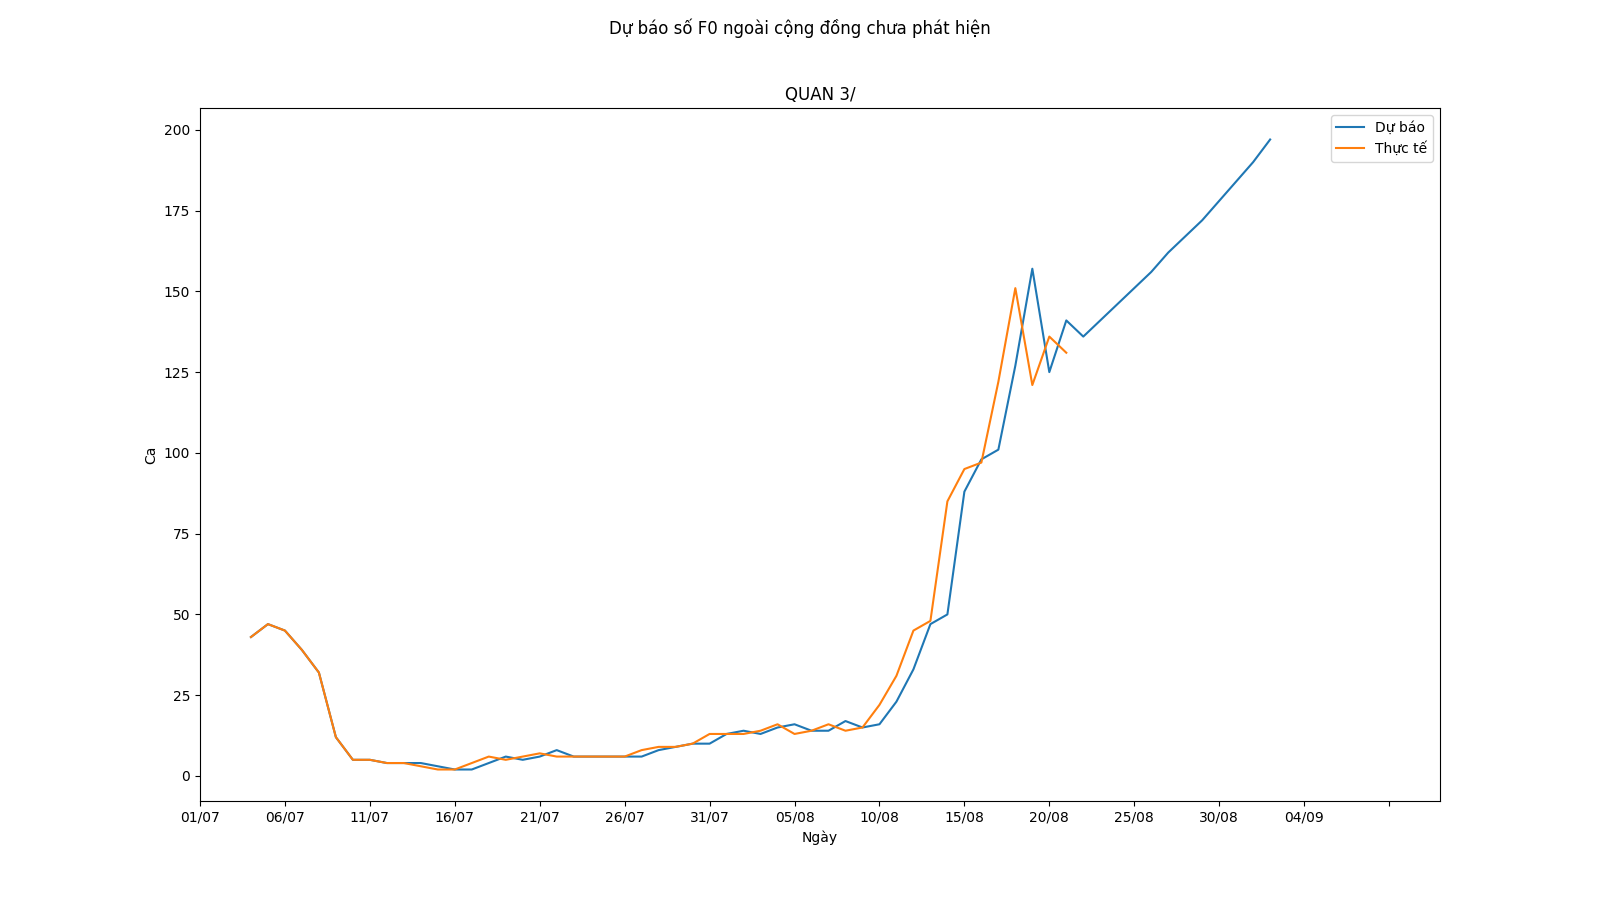 Dự báo số F0 ngoài cộng đồng chưa phát hiện
QUAN 3/
Dự báo
Thực tế
200
175
150
125
100
75
50
25
0
Ca
01/07 06/07 11/07 16/07 21/07 26/07 31/07 05/08 10/08 15/08 20/08 25/08 30/08 04/09
Ngày